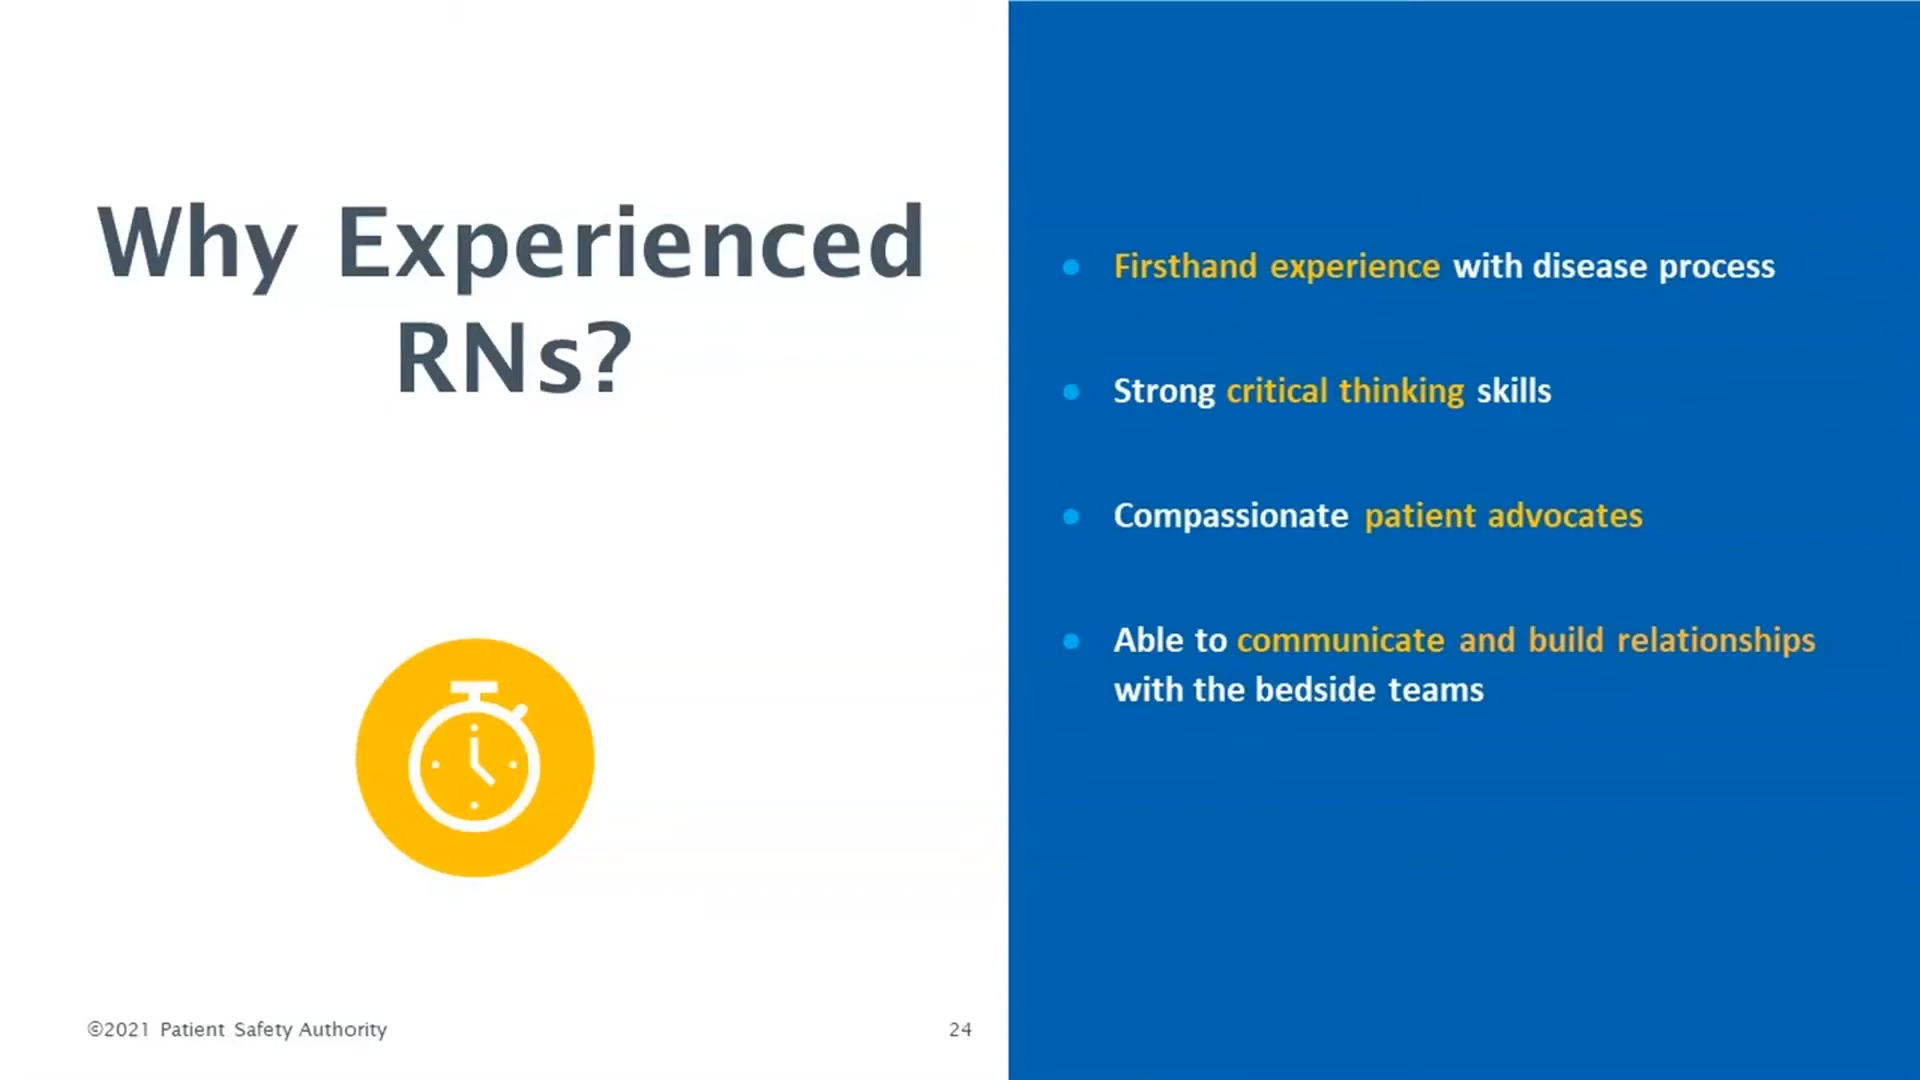 Why Experienced
RNs?
Firsthand experience with disease process
Strong critical thinking skills
Compassionate patient advocates
Able to communicate and build relationships
with the bedside teams
©2021 Patient Safety Authority
24